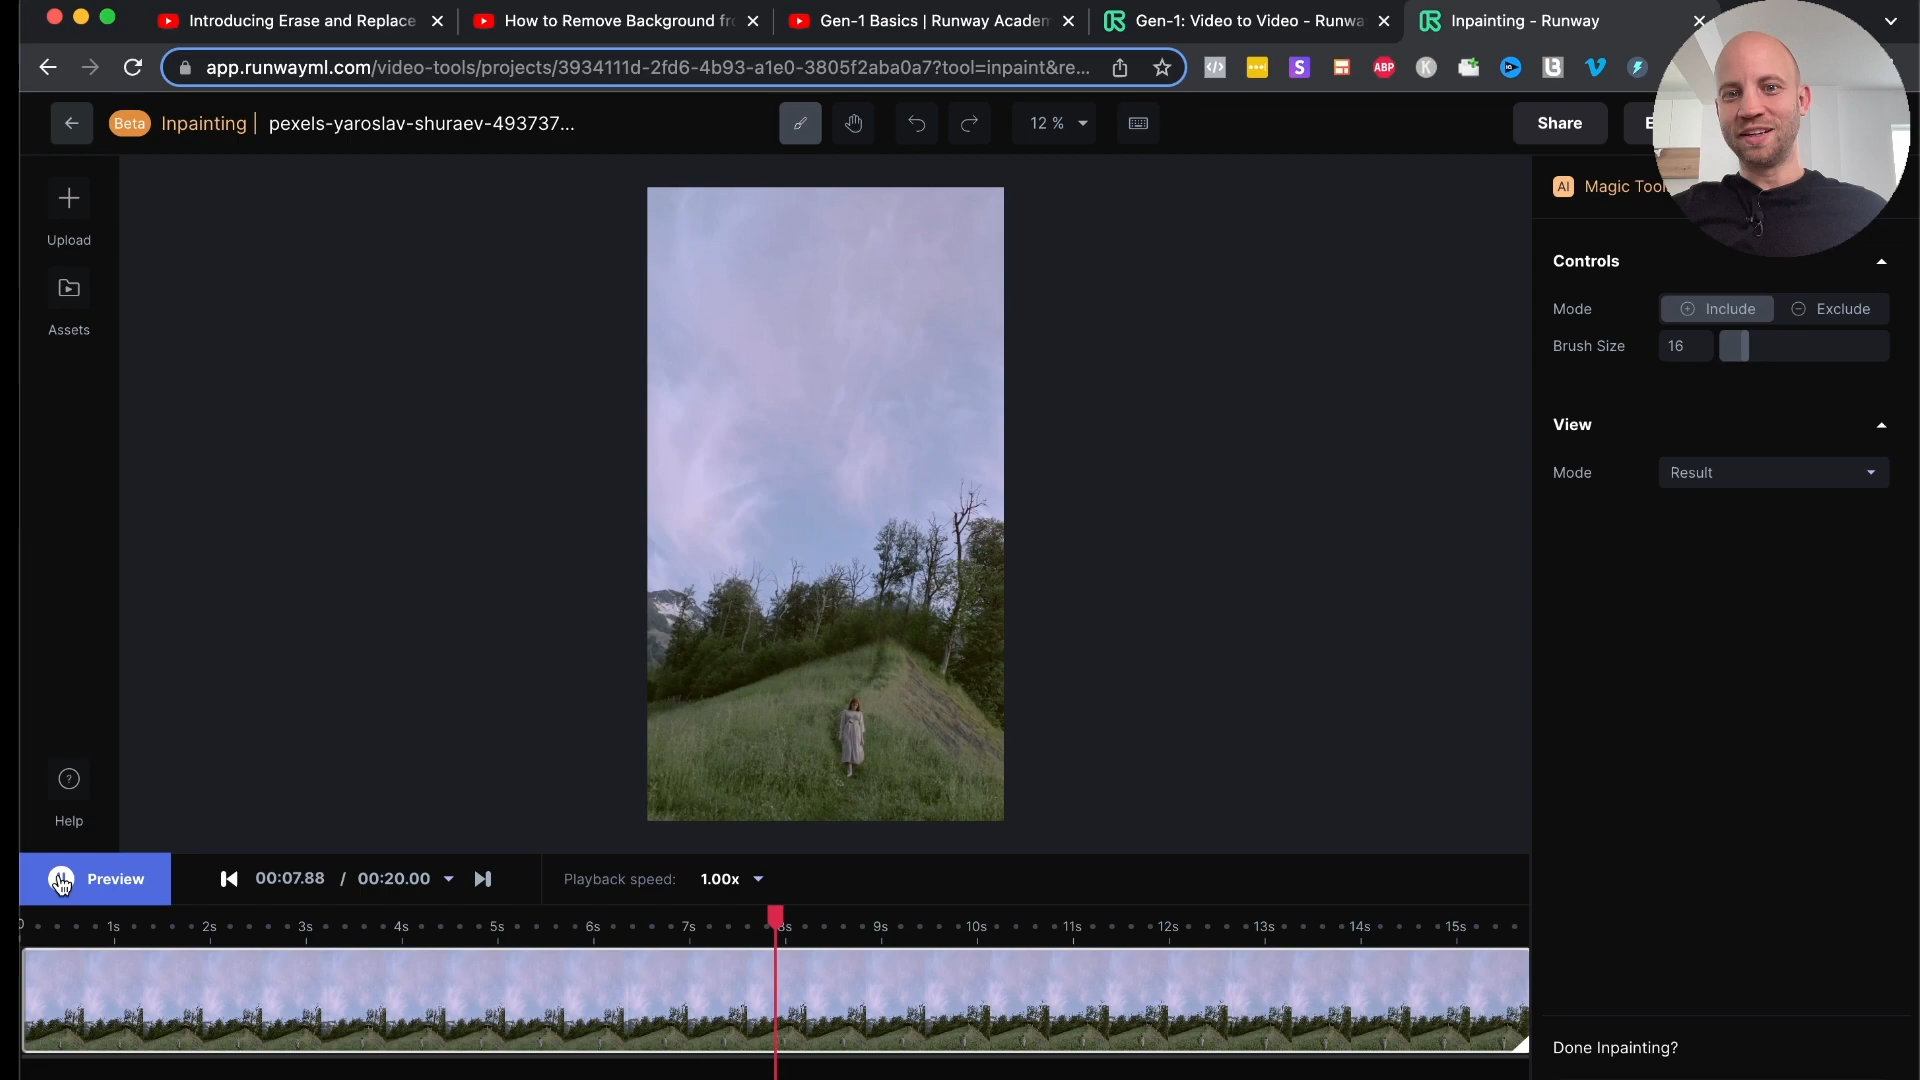 Introducing Erase and Replace
How to Remove Background fr
Gen-1 Basics | Runway Academ
Gen-1: Video to Video - Runwa
Inpainting - Runway
app.runwayml.com/video-tools/projects/3934111d-2fd6-4b93-a1e0-3805f2aba0a7?tool=inpaint&re...
S
ABP
K
Beta Inpainting | pexels-yaroslav-shuraev-493737...
12 %
Share
E
Upload
Assets
Help
AI Magic Tool
Controls
Mode
Include
Exclude
Brush Size
16
View
Mode
Result
Preview
00:07.88 / 00:20.00
Playback speed: 1.00x
0 1s 2s 3s 4s 5s 6s 7s 8s 9s 10s 11s 12s 13s 14s 15s
Done Inpainting?